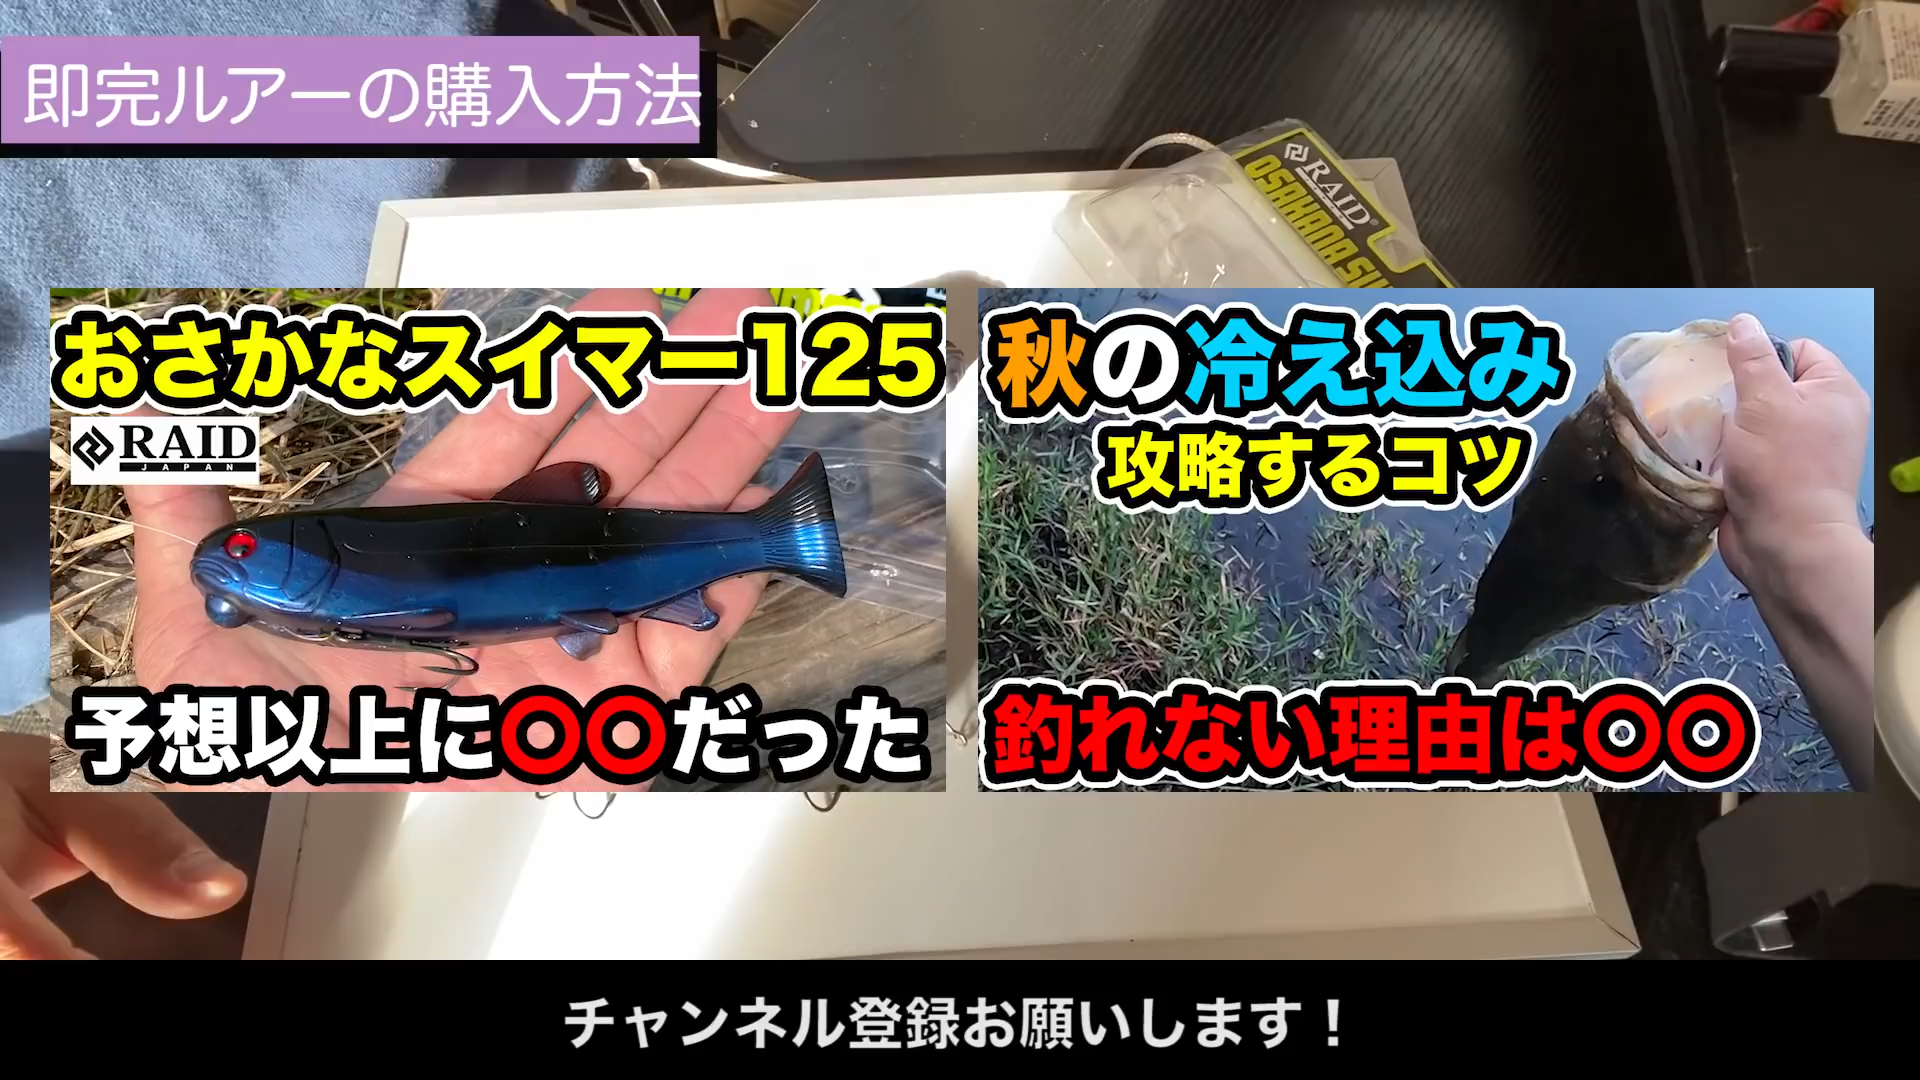 即完ルアーの購入方法
RAID
OSAKANA SW
おさかなスイマー125
RAID
JAPAN
予想以上に〇〇だった
秋の冷え込み
攻略するコツ
釣れない理由は〇〇
チャンネル登録お願いします！